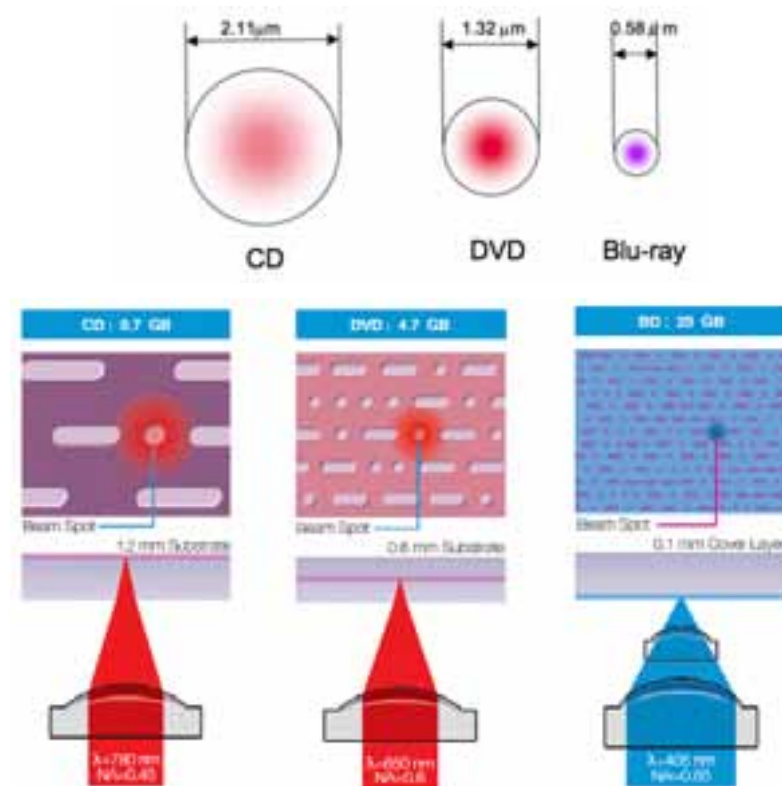 2.11µm
1.32 µm
0.58µm
CD
DVD
Blu-ray
CD: 0.7 GB
DVD: 4.7 GB
BD: 25 GB
Beam Spot
1.2 mm Substrate
Beam Spot
0.6 mm Substrate
Beam Spot
0.1 mm Cover Layer
λ=780 nm
NA=0.45
λ=650 nm
NA=0.6
λ=405 nm
NA=0.85